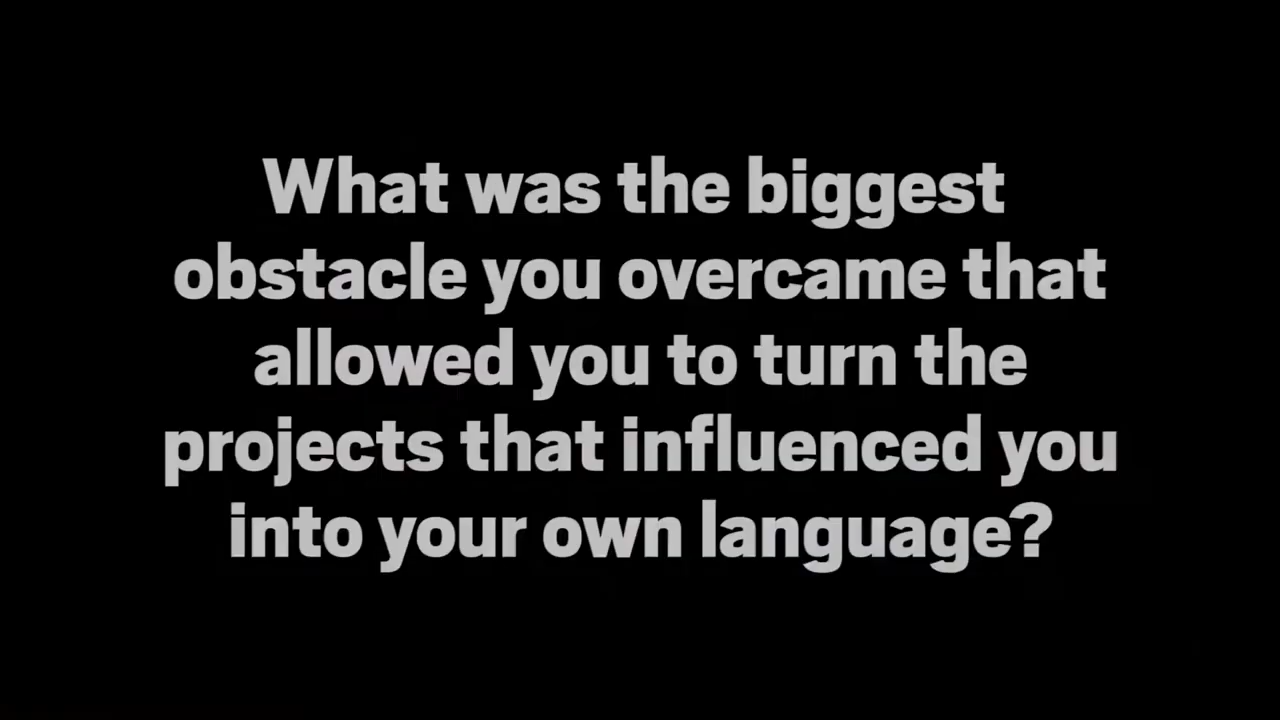 What was the biggest
obstacle you overcame that
allowed you to turn the
projects that influenced you
into your own language?